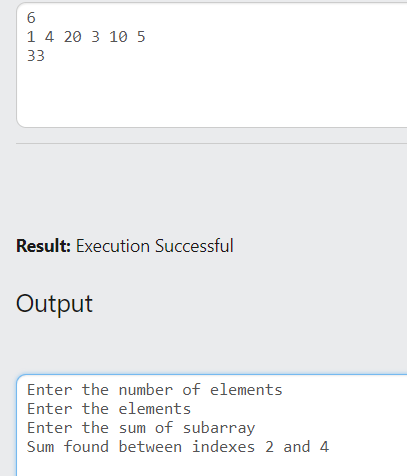 6
1 4 20 3 10 5
33
Result: Execution Successful
Output
Enter the number of elements
Enter the elements
Enter the sum of subarray
Sum found between indexes 2 and 4